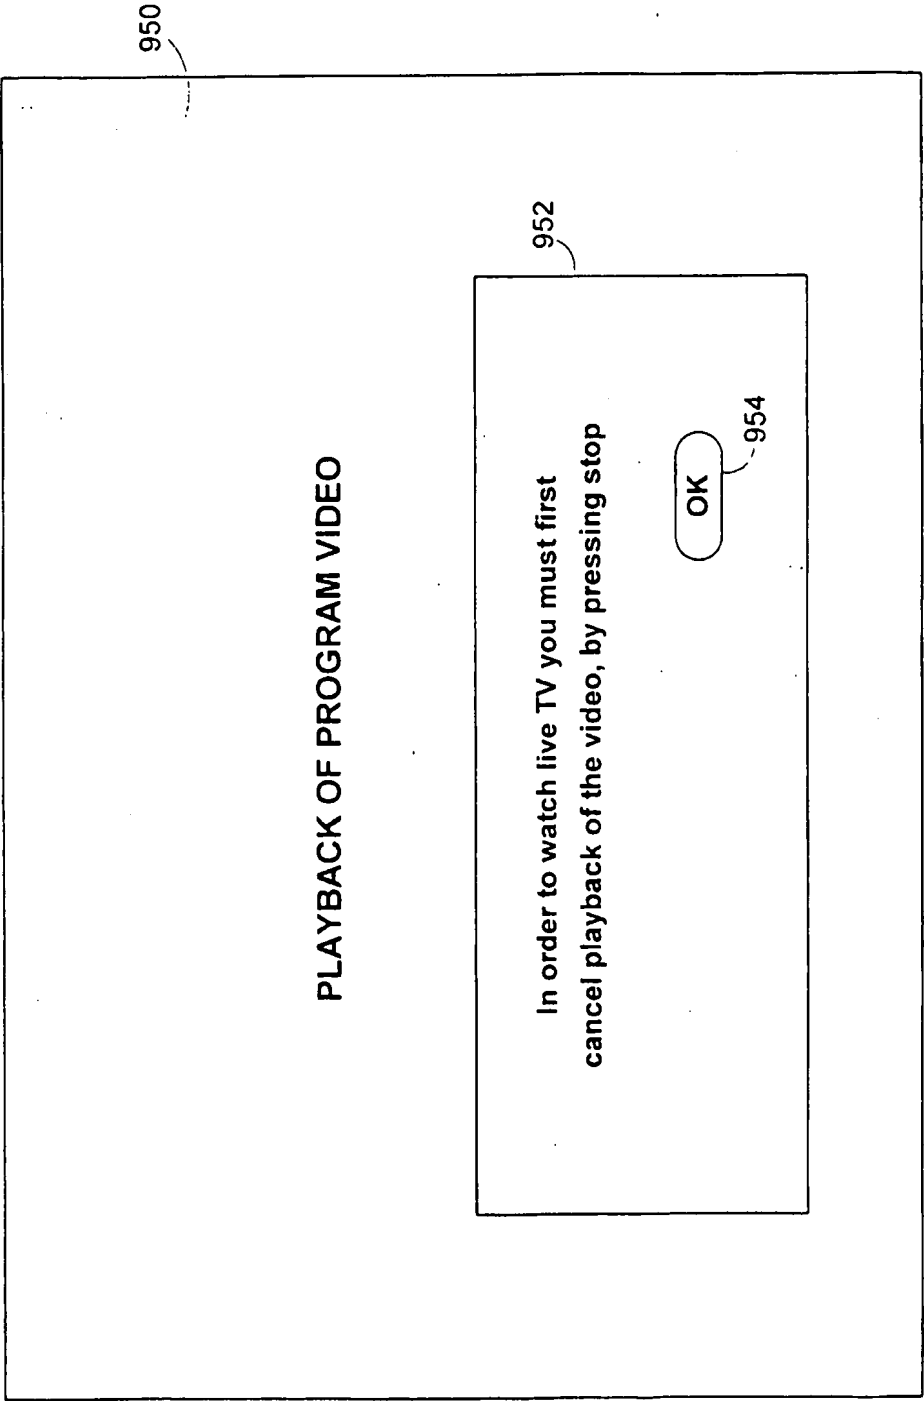 950
PLAYBACK OF PROGRAM VIDEO
952
In order to watch live TV you must first
cancel playback of the video, by pressing stop
OK
954